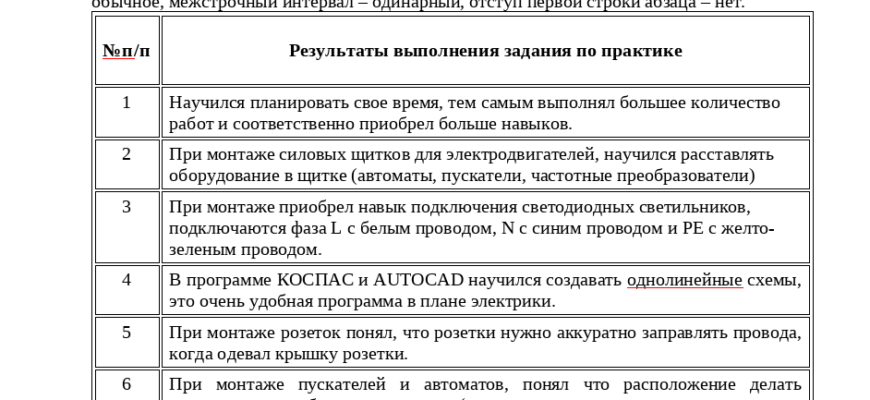 обычное, межстрочный интервал – одинарный, отступ первой строки абзаца – нет.
№п/п
Результаты выполнения задания по практике
1
Научился планировать свое время, тем самым выполнял большее количество
работ и соответственно приобрел больше навыков.
2
При монтаже силовых щитков для электродвигателей, научился расставлять
оборудование в щитке (автоматы, пускатели, частотные преобразователи)
3
При монтаже приобрел навык подключения светодиодных светильников,
подключаются фаза L с белым проводом, N с синим проводом и PE с желто-
зеленым проводом.
4
В программе КОСПАС и AUTOCAD научился создавать однолинейные схемы,
это очень удобная программа в плане электрики.
5
При монтаже розеток понял, что розетки нужно аккуратно заправлять провода,
когда одевал крышку розетки.
6
При монтаже пускателей и автоматов, понял что расположение делать